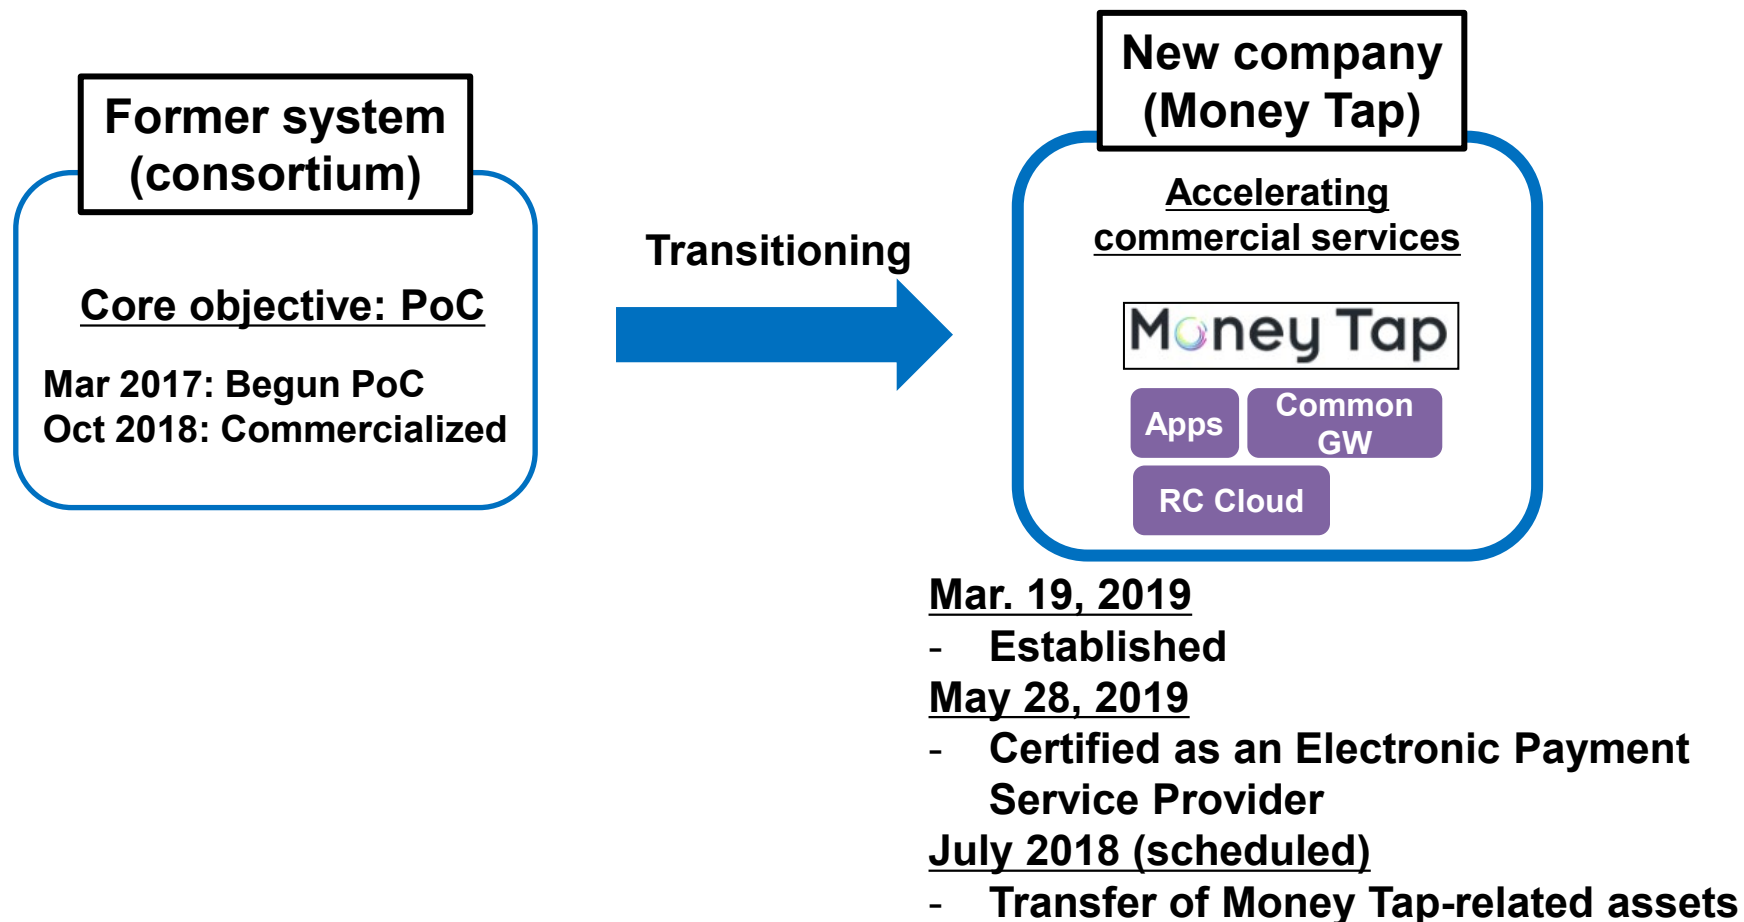 Former system
(consortium)
Core objective: PoC
Mar 2017: Begun PoC
Oct 2018: Commercialized
Transitioning
New company
(Money Tap)
Accelerating
commercial services
Money Tap
Apps
Common
GW
RC Cloud
Mar. 19, 2019
- Established
May 28, 2019
- Certified as an Electronic Payment
Service Provider
July 2018 (scheduled)
- Transfer of Money Tap-related assets